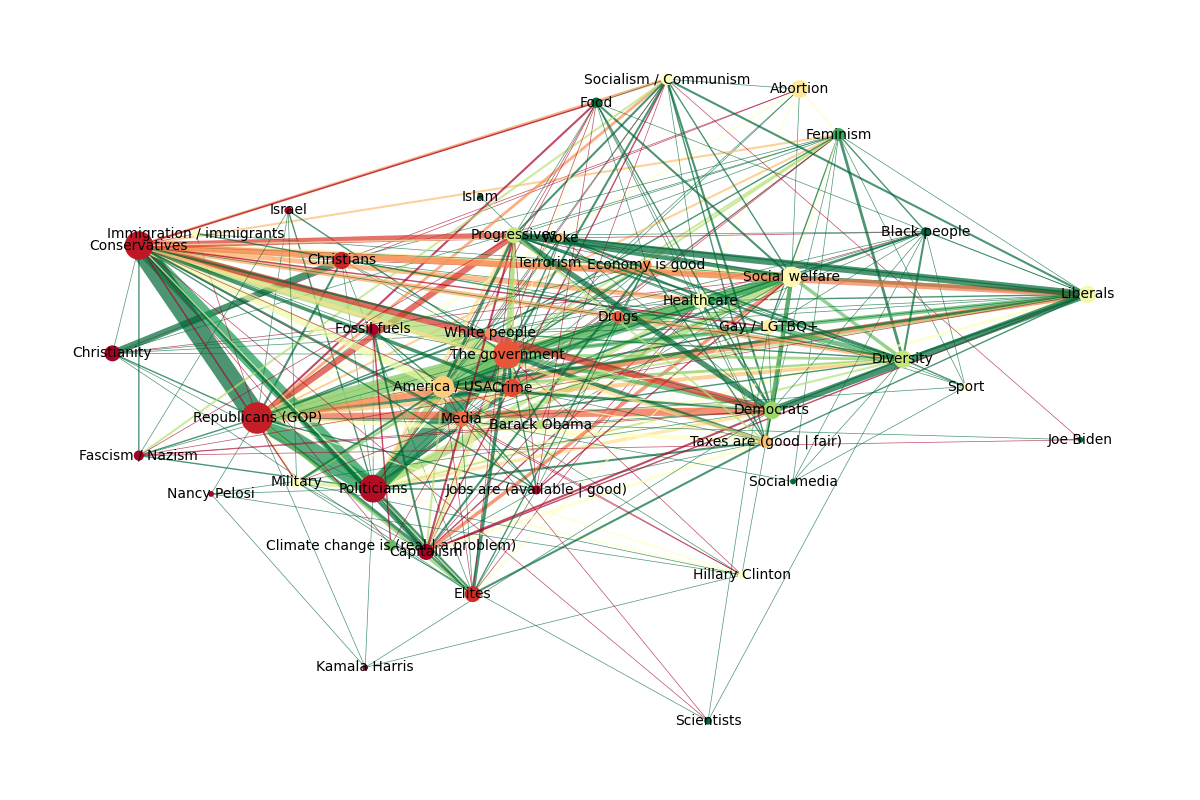 Socialism / Communism
Abortion
Food
Feminism
Islam
Israel
Immigration / immigrants
Conservatives
Progressives
Woke
Black people
Christians
Terrorism
Economy is good
Social welfare
Liberals
Healthcare
Drugs
Gay / LGTBQ+
Fossil fuels
White people
Christianity
The government
Diversity
America / USA
Crime
Sport
Republicans (GOP)
Media
Barack Obama
Democrats
Taxes are (good | fair)
Joe Biden
Fascism / Nazism
Military
Politicians
Nancy Pelosi
Jobs are (available | good)
Social media
Climate change is (real | a problem)
Capitalism
Hillary Clinton
Elites
Kamala Harris
Scientists